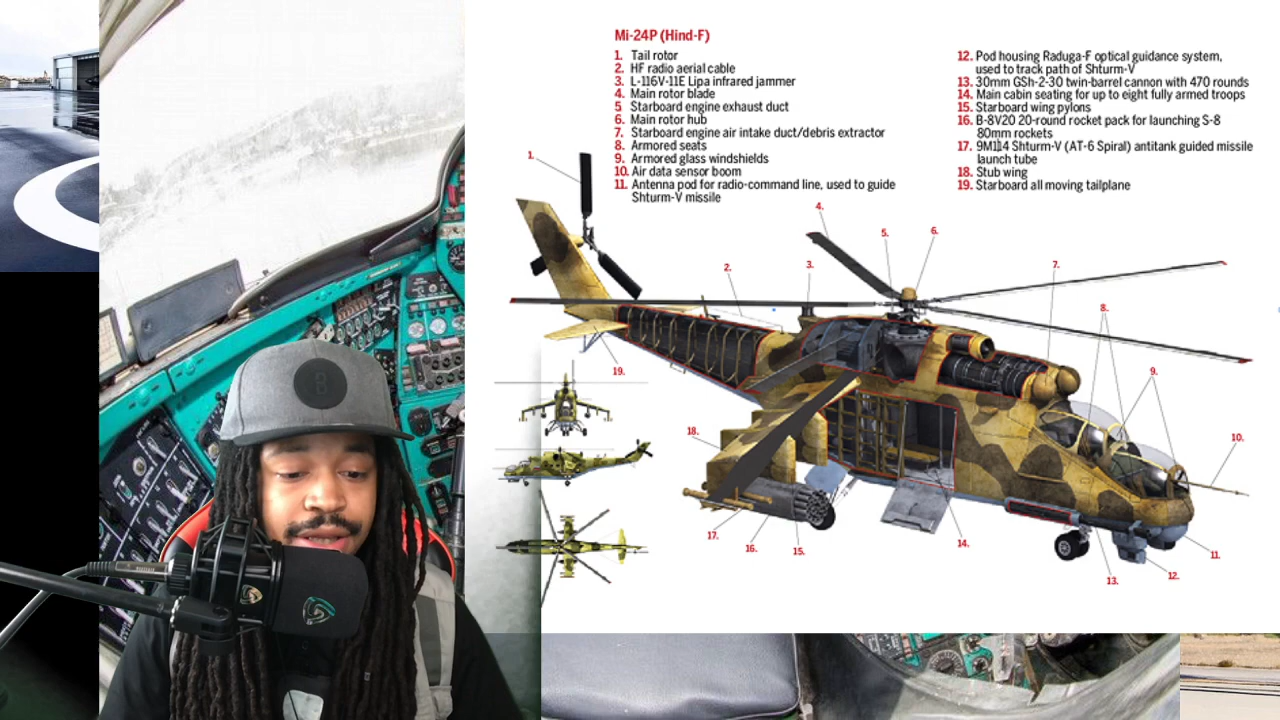 Mi-24P (Hind-F)
1. Tail rotor
2. HF radio aerial cable
3. L-116V-11E Lipa infrared jammer
4. Main rotor blade
5 Starboard engine exhaust duct
6. Main rotor hub
7. Starboard engine air intake duct/debris extractor
8. Armored seats
9. Armored glass windshields
10. Air data sensor boom
11. Antenna pod for radio-command line, used to guide
Shturm-V missile
12. Pod housing Raduga-F optical guidance system,
used to track path of Shturm-V
13. 30mm GSh-2-30 twin-barrel cannon with 470 rounds
14. Main cabin seating for up to eight fully armed troops
15. Starboard wing pylons
16. B-8V20 20-round rocket pack for launching S-8
80mm rockets
17. 9M114 Shturm-V (AT-6 Spiral) antitank guided missile
launch tube
18. Stub wing
19. Starboard all moving tailplane
1.
4.
5.
6.
2.
3.
7.
8.
19.
9.
18.
10.
17.
16.
15.
14.
11.
13.
12.
8